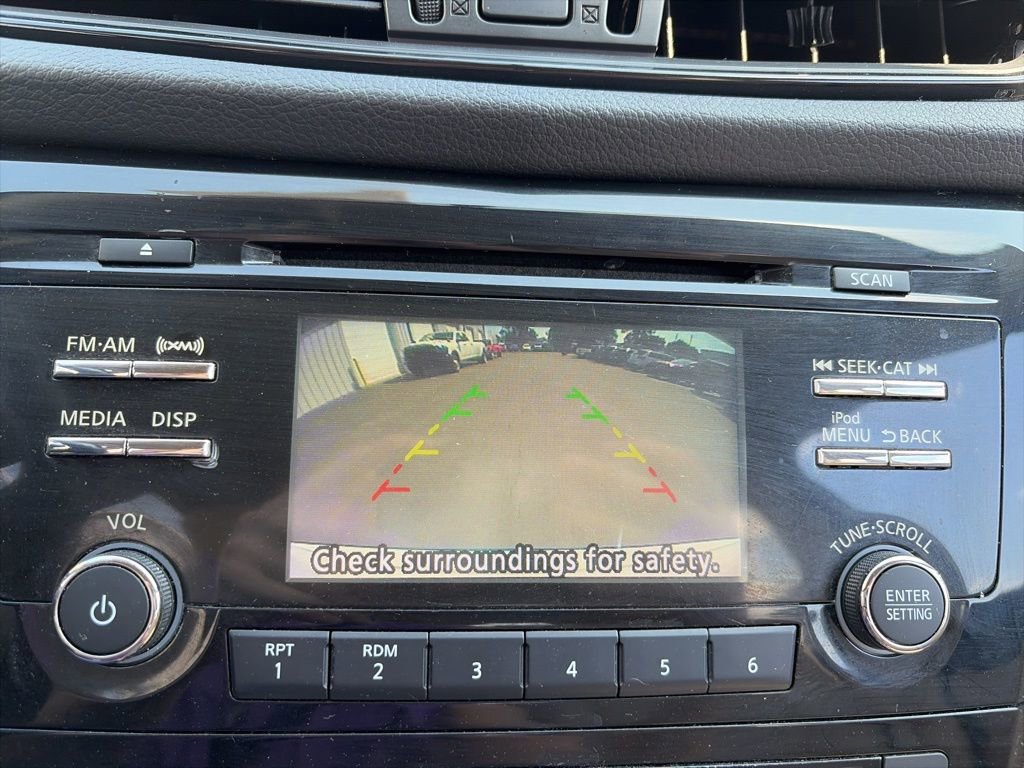 SCAN
FM·AM ((XM))
MEDIA DISP
VOL
SEEK·CAT
iPod
MENU BACK
TUNE·SCROLL
ENTER
SETTING
Check surroundings for safety.
RPT RDM
1 2 3 4 5 6